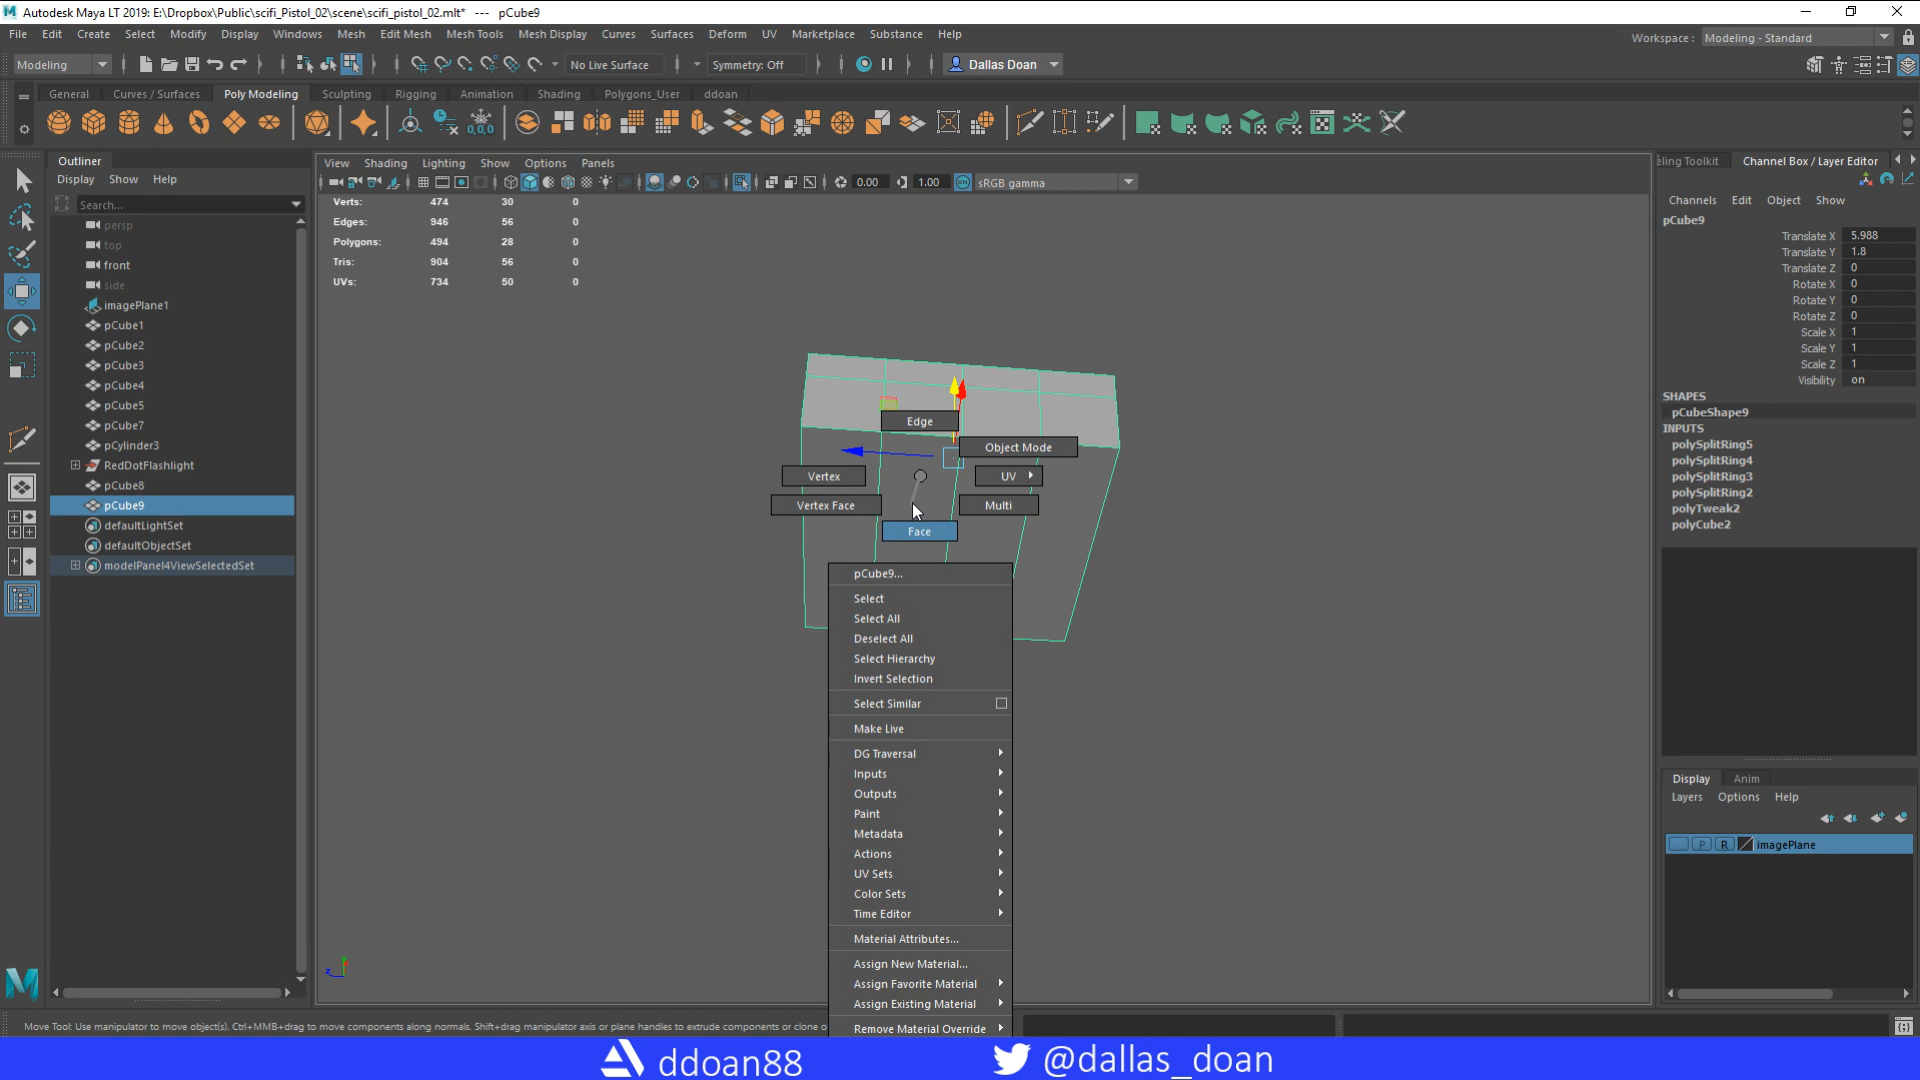 Autodesk Maya LT 2019: E:\Dropbox\Public\scifi_Pistol_02\scene\scifi_pistol_02.mlt* --- pCube9
File Edit Create Select Modify Display Windows Mesh Edit Mesh Mesh Tools Mesh Display Curves Surfaces Deform UV Marketplace Substance Help
Workspace : Modeling - Standard
Modeling No Live Surface Symmetry: Off Dallas Doan
General Curves / Surfaces Poly Modeling Sculpting Rigging Animation Shading Polygons_User ddoan
0,0,0
Outliner
Display Show Help
Search...
persp
top
front
side
imagePlane1
pCube1
pCube2
pCube3
pCube4
pCube5
pCube7
pCylinder3
RedDotFlashlight
pCube8
pCube9
defaultLightSet
defaultObjectSet
modelPanel4ViewSelectedSet
View Shading Lighting Show Options Panels
0.00 1.00 ON sRGB gamma
Verts: 474 30 0
Edges: 946 56 0
Polygons: 494 28 0
Tris: 904 56 0
UVs: 734 50 0
Edge
Object Mode
Vertex
UV
Vertex Face
Multi
Face
pCube9...
Select
Select All
Deselect All
Select Hierarchy
Invert Selection
Select Similar
Make Live
DG Traversal
Inputs
Outputs
Paint
Metadata
Actions
UV Sets
Color Sets
Time Editor
Material Attributes...
Assign New Material...
Assign Favorite Material
Assign Existing Material
Remove Material Override
eling Toolkit Channel Box / Layer Editor
Channels Edit Object Show
pCube9
Translate X 5.988
Translate Y 1.8
Translate Z 0
Rotate X 0
Rotate Y 0
Rotate Z 0
Scale X 1
Scale Y 1
Scale Z 1
Visibility on
SHAPES
pCubeShape9
INPUTS
polySplitRing5
polySplitRing4
polySplitRing3
polySplitRing2
polyTweak2
polyCube2
Display Anim
Layers Options Help
P R imagePlane
Y
Z
Move Tool: Use manipulator to move object(s). Ctrl+MMB+drag to move components along normals. Shift+drag manipulator axis or plane handles to extrude components or clone o
ddoan88 @dallas_doan